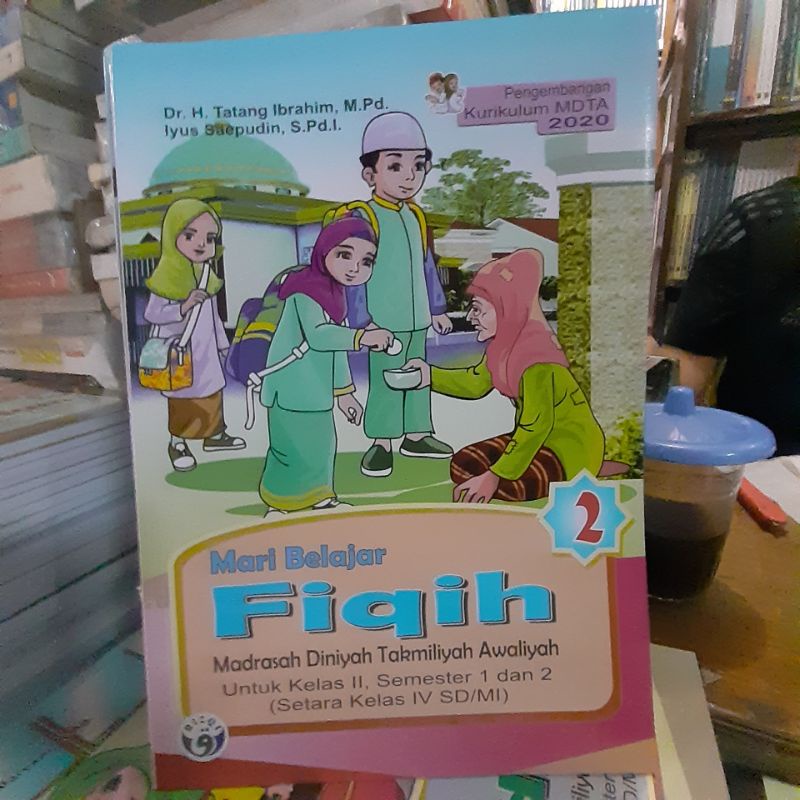 Dr. H. Tatang Ibrahim, M.Pd.
Iyus Saepudin, S.Pd.I.
Pengembangan
Kurikulum MDTA
2020
2
Mari Belajar
Fiqih
Madrasah Diniyah Takmiliyah Awaliyah
Untuk Kelas II, Semester 1 dan 2
(Setara Kelas IV SD/MI)